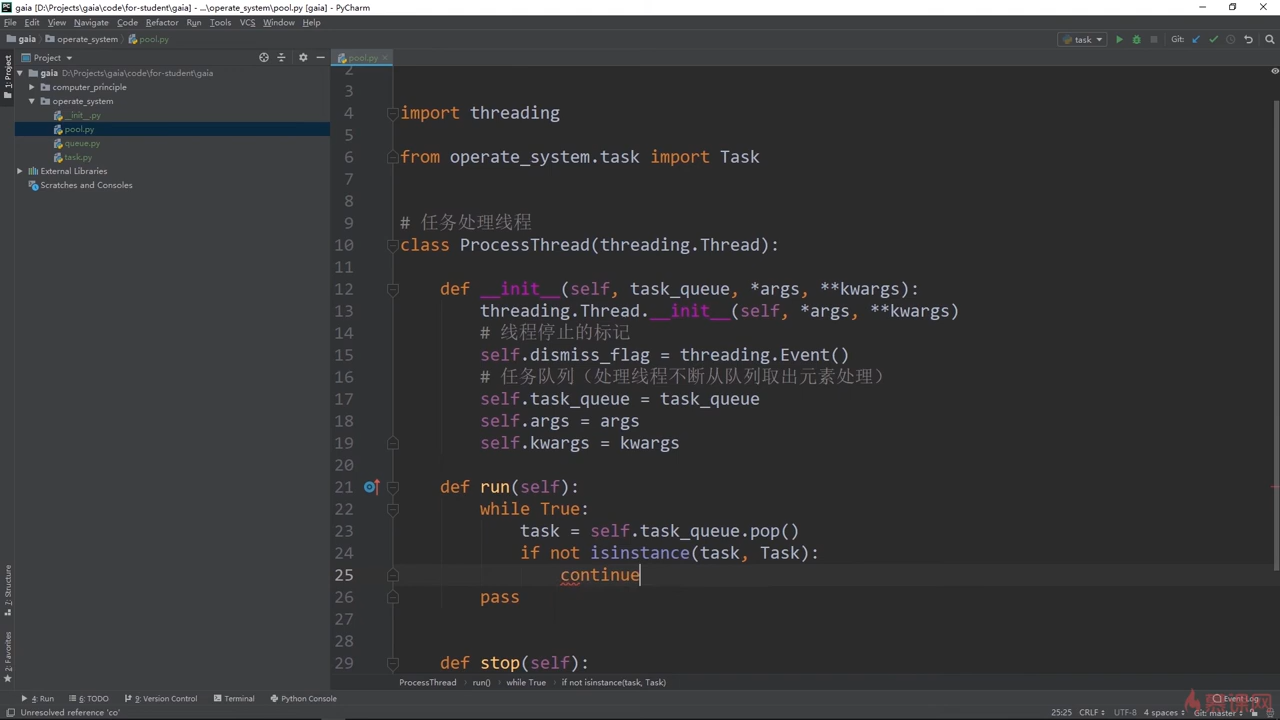 gaia [D:\Projects\gaia\code\for-student\gaia] - ...\operate_system\pool.py [gaia] - PyCharm
File Edit View Navigate Code Refactor Run Tools VCS Window Help
gaia operate_system pool.py task Git:
Project
pool.py
1: Project
gaia D:\Projects\gaia\code\for-student\gaia
computer_principle
operate_system
__init__.py
pool.py
queue.py
task.py
External Libraries
Scratches and Consoles
2
3
4 import threading
5
6 from operate_system.task import Task
7
8
9 # 任务处理线程
10 class ProcessThread(threading.Thread):
11
12 def __init__(self, task_queue, *args, **kwargs):
13 threading.Thread.__init__(self, *args, **kwargs)
14 # 线程停止的标记
15 self.dismiss_flag = threading.Event()
16 # 任务队列（处理线程不断从队列取出元素处理）
17 self.task_queue = task_queue
18 self.args = args
19 self.kwargs = kwargs
20
21 def run(self):
22 while True:
23 task = self.task_queue.pop()
24 if not isinstance(task, Task):
25 continue
26 pass
27
28
29 def stop(self):
7: Structure
2: Favorites
ProcessThread run() while True if not isinstance(task, Task)
4: Run 6: TODO 9: Version Control Terminal Python Console Event Log
Unresolved reference 'co' 25:25 CRLF UTF-8 4 spaces Git: master
慕课网